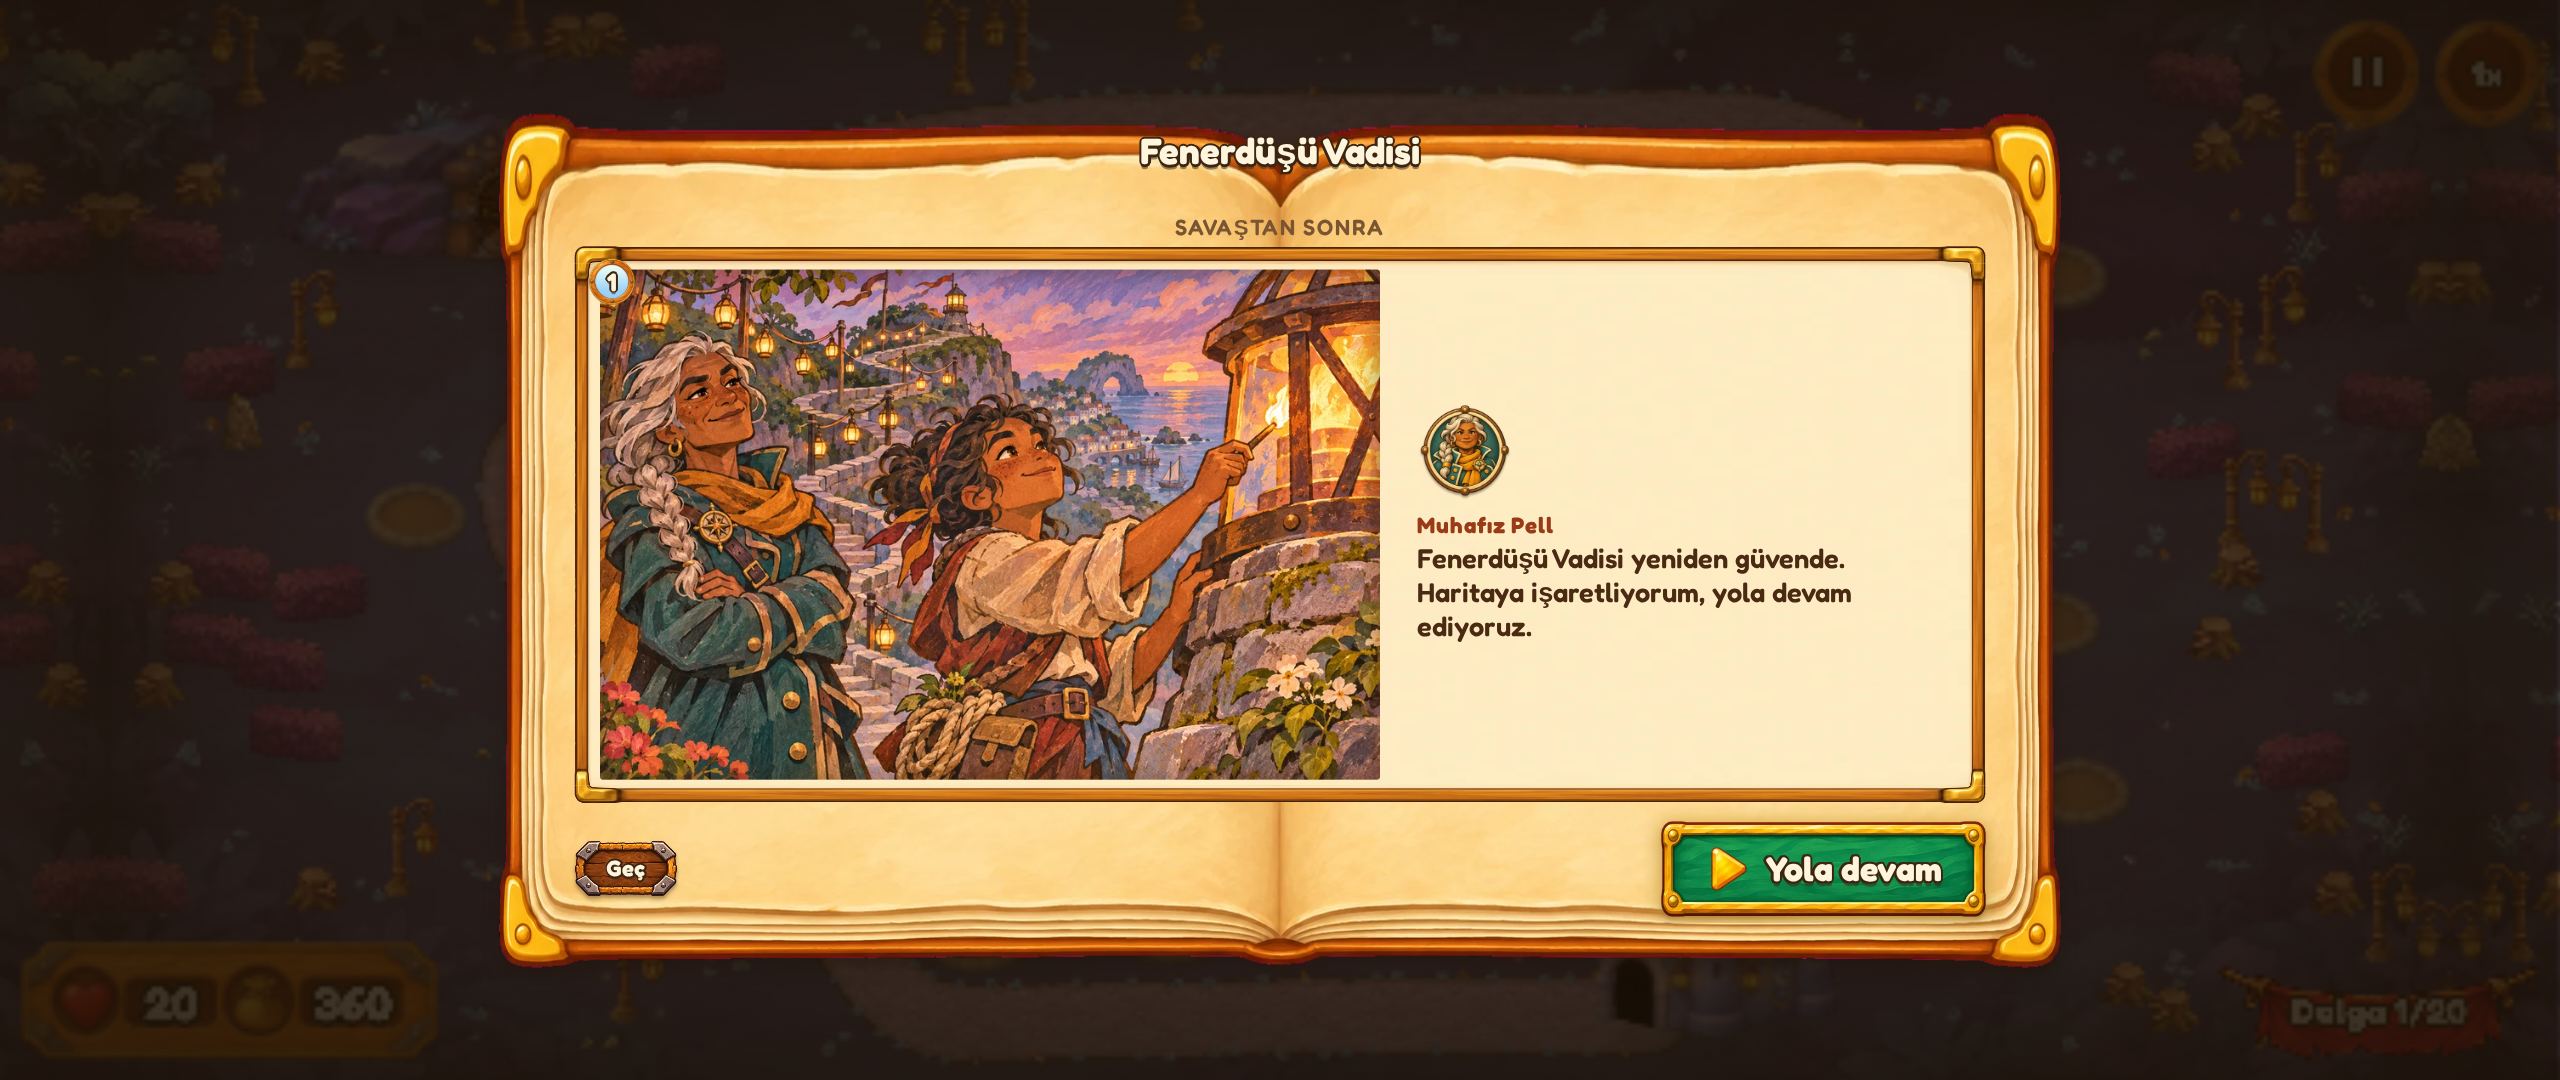 Fenerdüşü Vadisi
SAVAŞTAN SONRA
1
Muhafız Pell
Fenerdüşü Vadisi yeniden güvende.
Haritaya işaretliyorum, yola devam
ediyoruz.
Geç
Yola devam
20
360
Dalga 1/20
1x